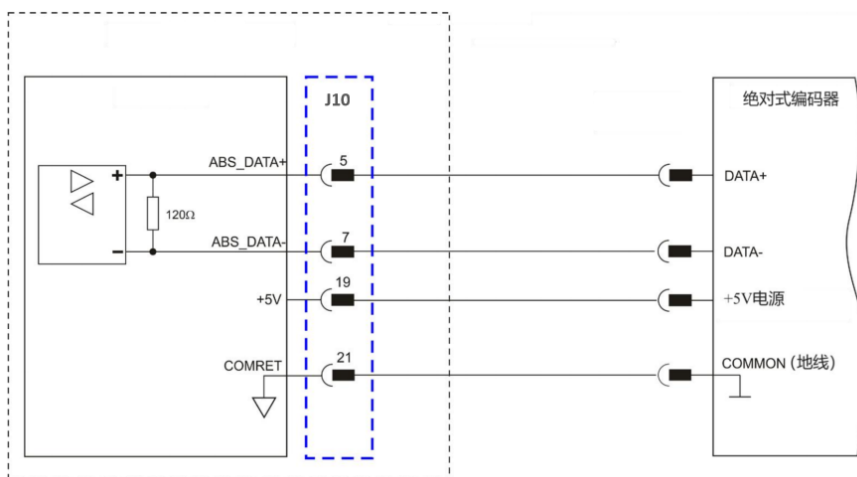 J10
绝对式编码器
ABS_DATA+
5
DATA+
+
120Ω
-
ABS_DATA-
7
DATA-
+5V
19
+5V电源
COMRET
21
COMMON（地线）